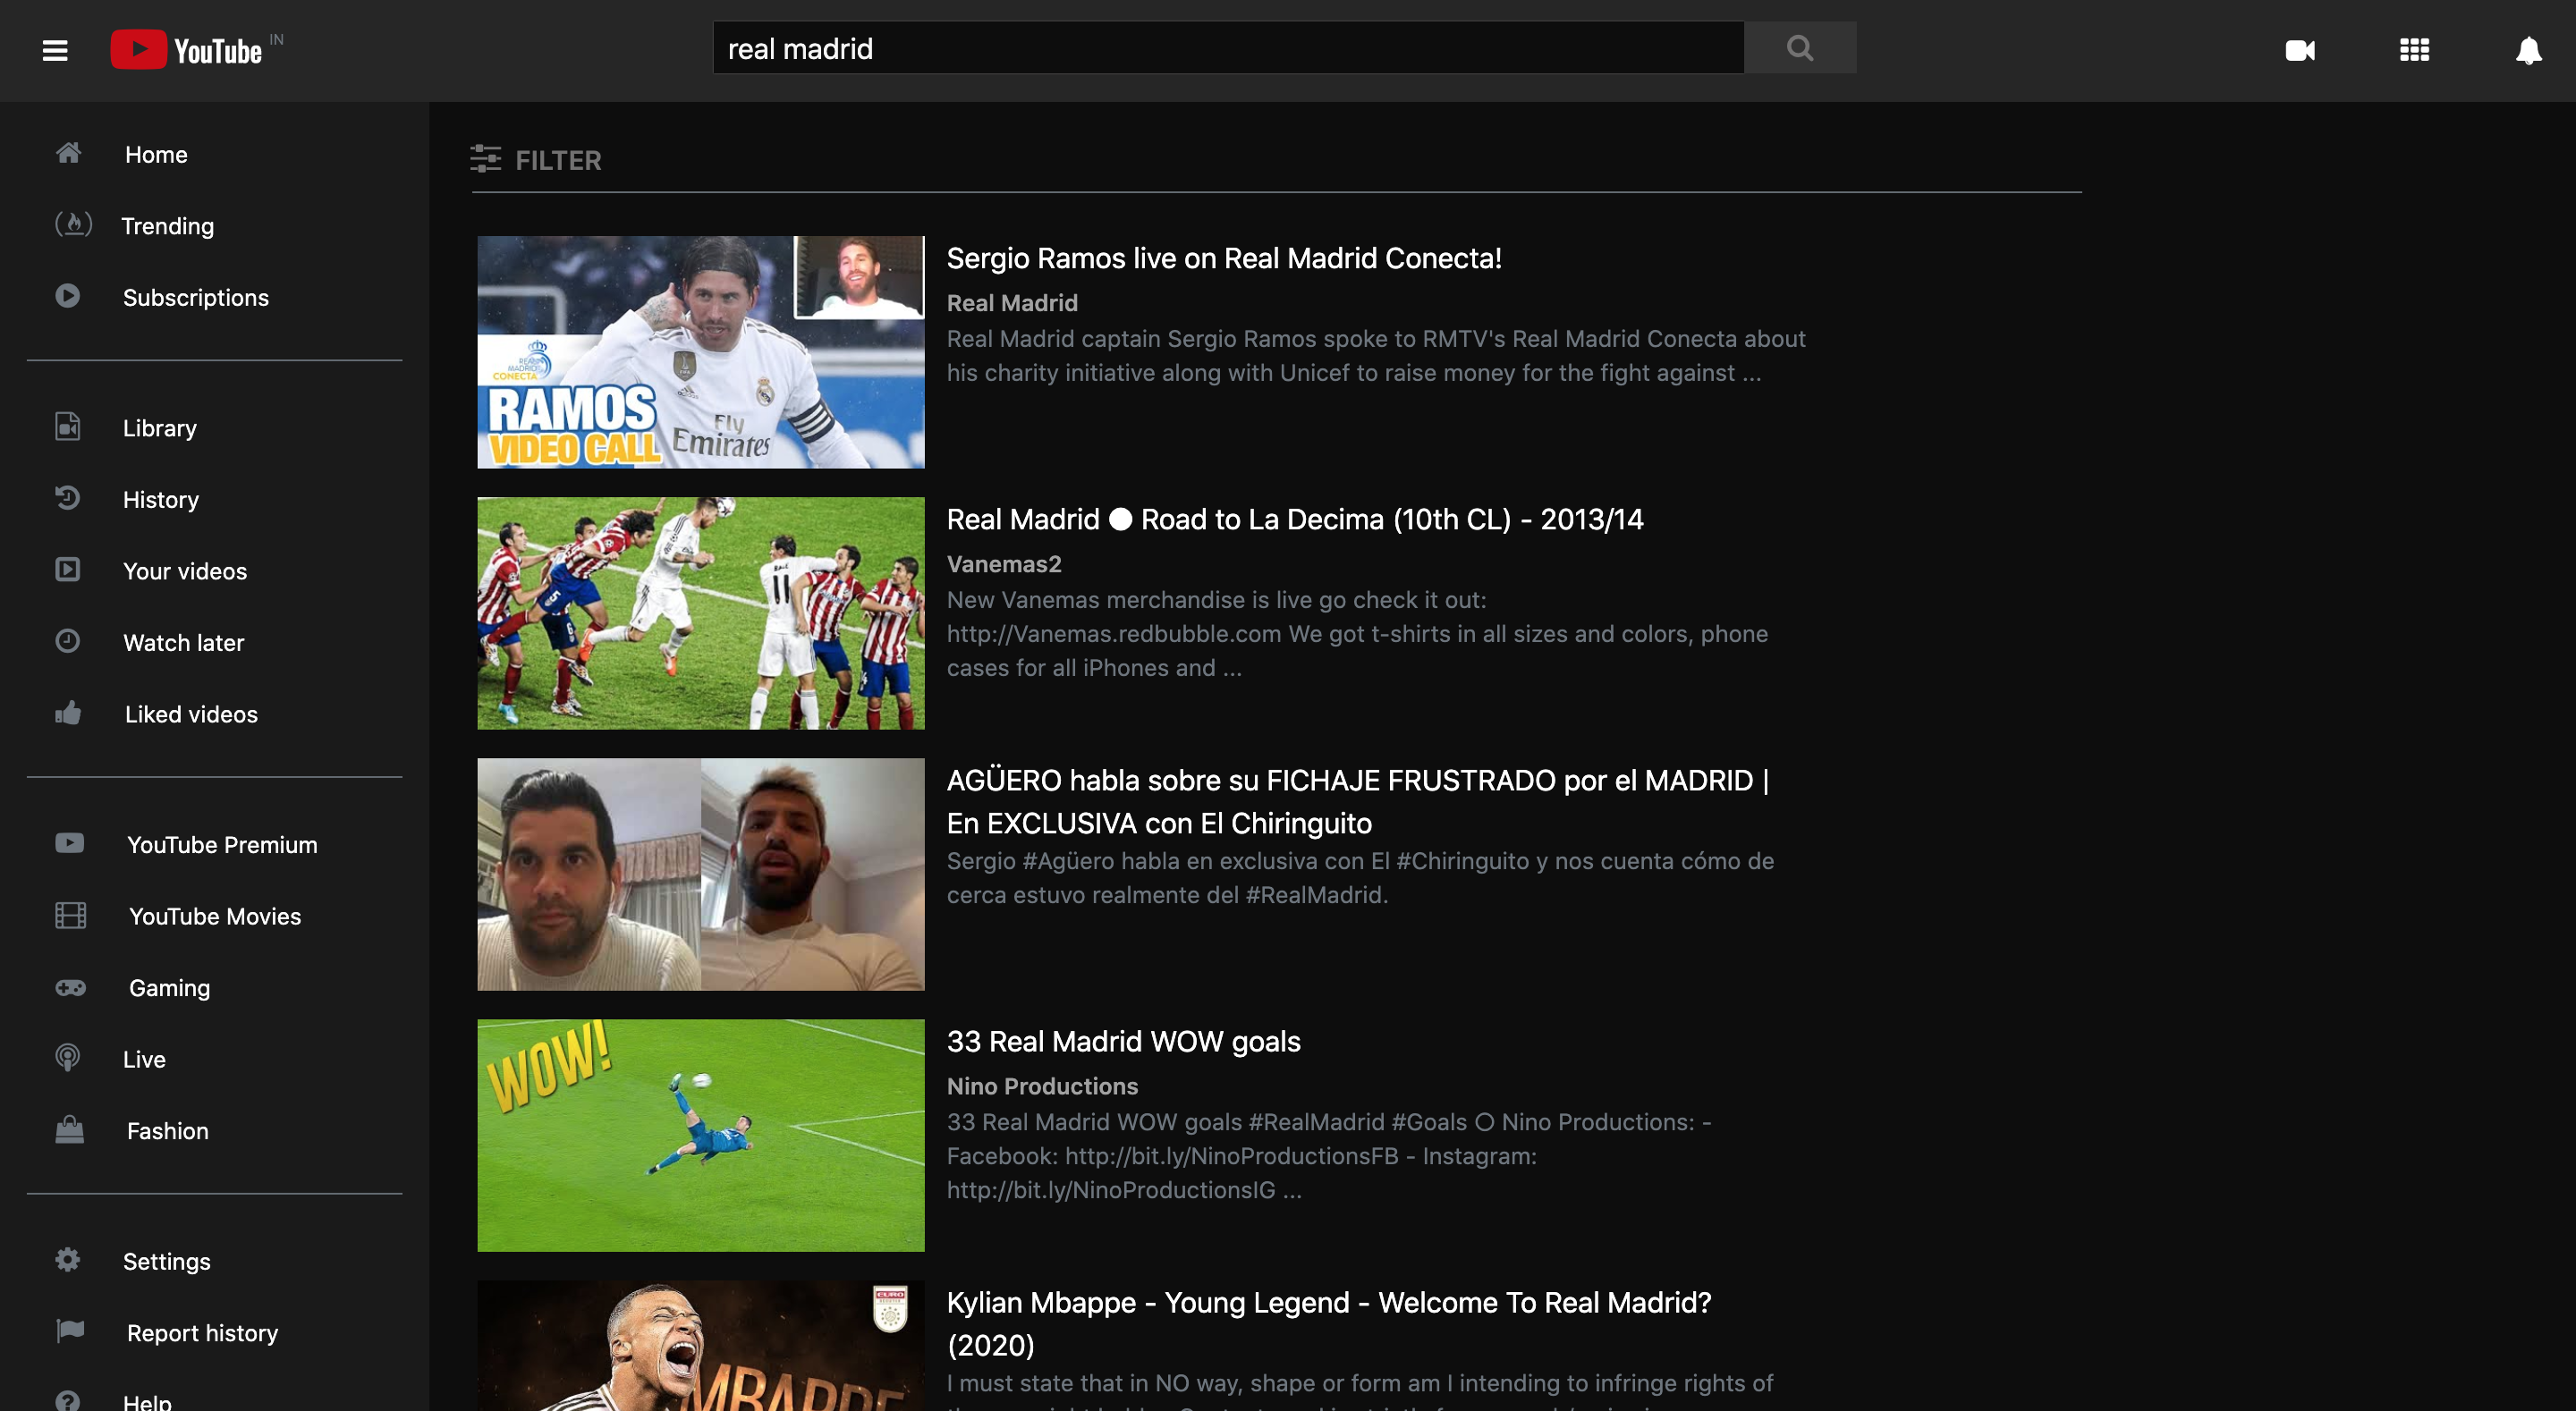 YouTube IN
real madrid
Home
Trending
Subscriptions
Library
History
Your videos
Watch later
Liked videos
YouTube Premium
YouTube Movies
Gaming
Live
Fashion
Settings
Report history
Help
FILTER
REAL MADRID CONECTA
RAMOS
VIDEO CALL
adidas
Fly
Emirates
Sergio Ramos live on Real Madrid Conecta!
Real Madrid
Real Madrid captain Sergio Ramos spoke to RMTV's Real Madrid Conecta about
his charity initiative along with Unicef to raise money for the fight against ...
BALE
11
5
6
Real Madrid ● Road to La Decima (10th CL) - 2013/14
Vanemas2
New Vanemas merchandise is live go check it out:
http://Vanemas.redbubble.com We got t-shirts in all sizes and colors, phone
cases for all iPhones and ...
AGÜERO habla sobre su FICHAJE FRUSTRADO por el MADRID |
En EXCLUSIVA con El Chiringuito
Sergio #Agüero habla en exclusiva con El #Chiringuito y nos cuenta cómo de
cerca estuvo realmente del #RealMadrid.
WOW!
33 Real Madrid WOW goals
Nino Productions
33 Real Madrid WOW goals #RealMadrid #Goals ○ Nino Productions: -
Facebook: http://bit.ly/NinoProductionsFB - Instagram:
http://bit.ly/NinoProductionsIG ...
EURO
MBAPPE
Kylian Mbappe - Young Legend - Welcome To Real Madrid?
(2020)
I must state that in NO way, shape or form am I intending to infringe rights of